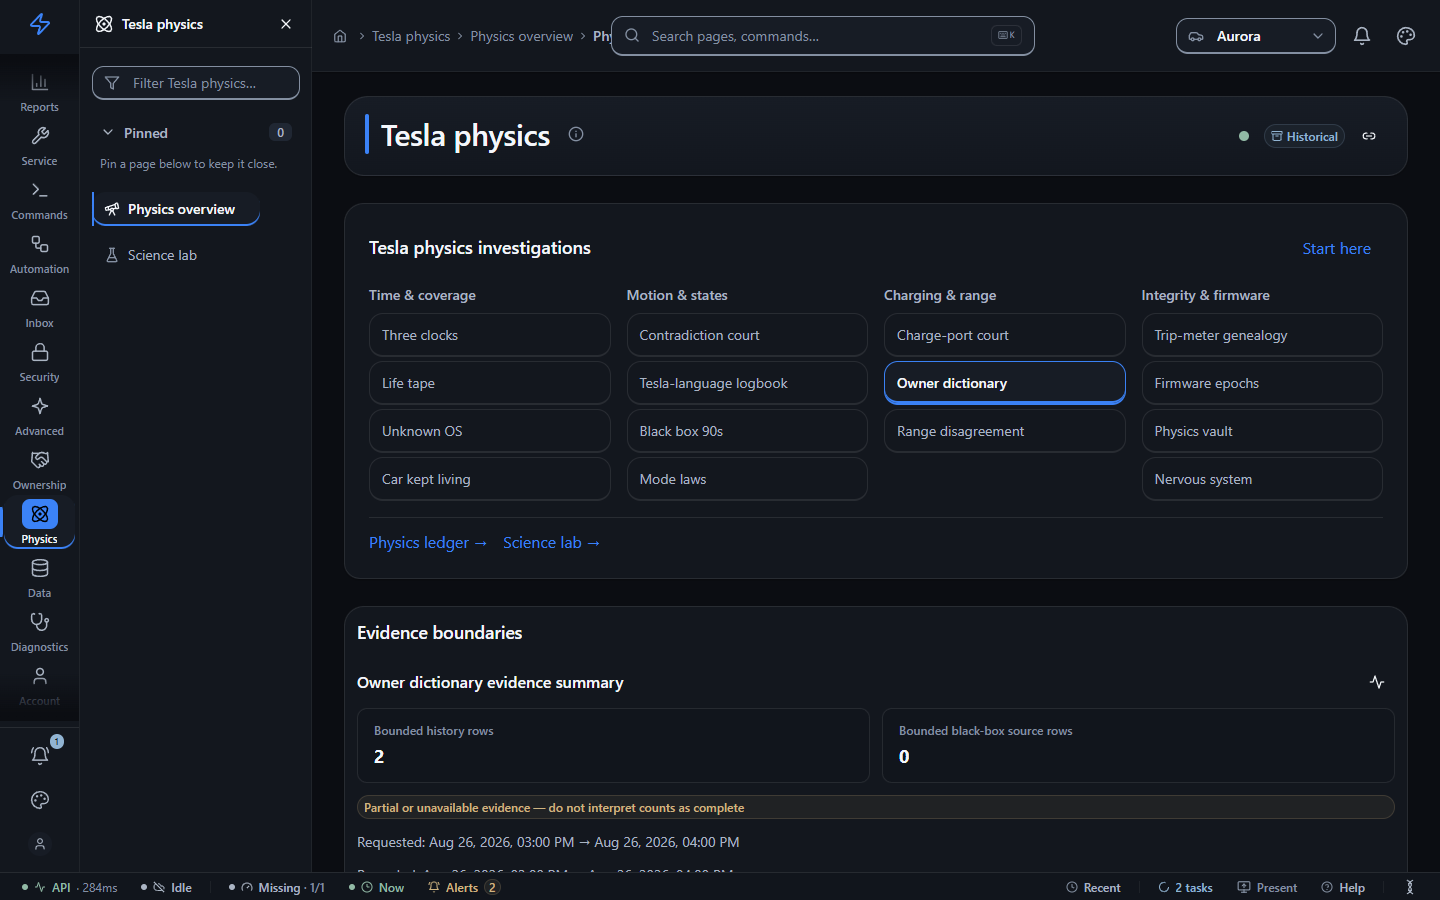 Tesla physics
Tesla physics
Physics overview
Search pages, commands...
K
Aurora
Reports
Service
Commands
Automation
Inbox
Security
Advanced
Ownership
Physics
Data
Diagnostics
Account
1
Filter Tesla physics...
Pinned
0
Pin a page below to keep it close.
Physics overview
Science lab
Tesla physics
Historical
Tesla physics investigations
Start here
Time & coverage
Three clocks
Life tape
Unknown OS
Car kept living
Motion & states
Contradiction court
Tesla-language logbook
Black box 90s
Mode laws
Charging & range
Charge-port court
Owner dictionary
Range disagreement
Integrity & firmware
Trip-meter genealogy
Firmware epochs
Physics vault
Nervous system
Physics ledger →
Science lab →
Evidence boundaries
Owner dictionary evidence summary
Bounded history rows
2
Bounded black-box source rows
0
Partial or unavailable evidence — do not interpret counts as complete
Requested: Aug 26, 2026, 03:00 PM → Aug 26, 2026, 04:00 PM
API · 284ms
Idle
Missing · 1/1
Now
Alerts 2
Recent
2 tasks
Present
Help